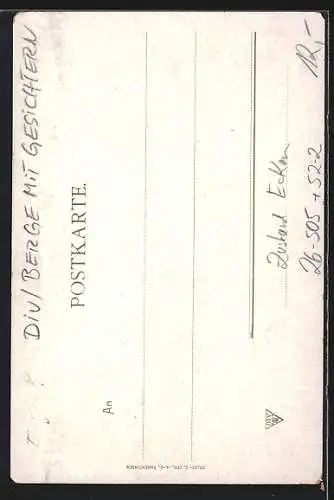 DIV/ BERGE MIT GESICHTERN
POSTKARTE.
An
Zustand Ecken
26-505 + 52-2
12,-